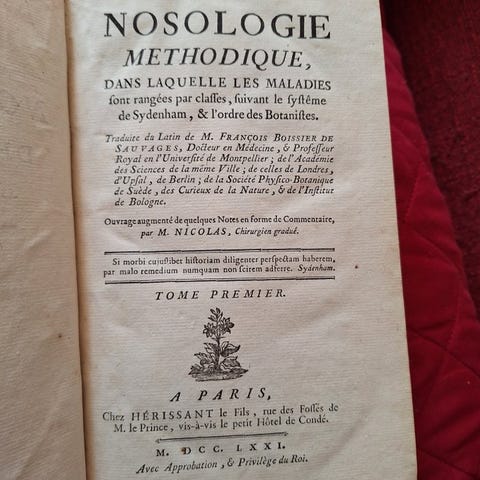 NOSOLOGIE
METHODIQUE,
DANS LAQUELLE LES MALADIES
ſont rangées par claſſes, ſuivant le ſyſtême
de Sydenham, & l'ordre des Botaniſtes.
Traduite du Latin de M. FRANÇOIS BOISSIER DE
SAUVAGES, Docteur en Médecine, & Profeſſeur
Royal en l'Univerſité de Montpellier ; de l'Académie
des Sciences de la même Ville ; de celles de Londres,
d'Upſal, de Berlin ; de la Société Phyſico-Botanique
de Suède, des Curieux de la Nature, & de l'Inſtitut
de Bologne.
Ouvrage augmenté de quelques Notes en forme de Commentaire,
par M. NICOLAS, Chirurgien gradué.
Si morbi cujuſlibet hiſtoriam diligenter perſpectam haberem,
par malo remedium numquam non ſcirem adferre. Sydenham.
TOME PREMIER.
A PARIS,
Chez HÉRISSANT le Fils, rue des Foſſés de
M. le Prince, vis-à-vis le petit Hôtel de Condé.
M. DCC. LXXI.
Avec Approbation, & Privilége du Roi.